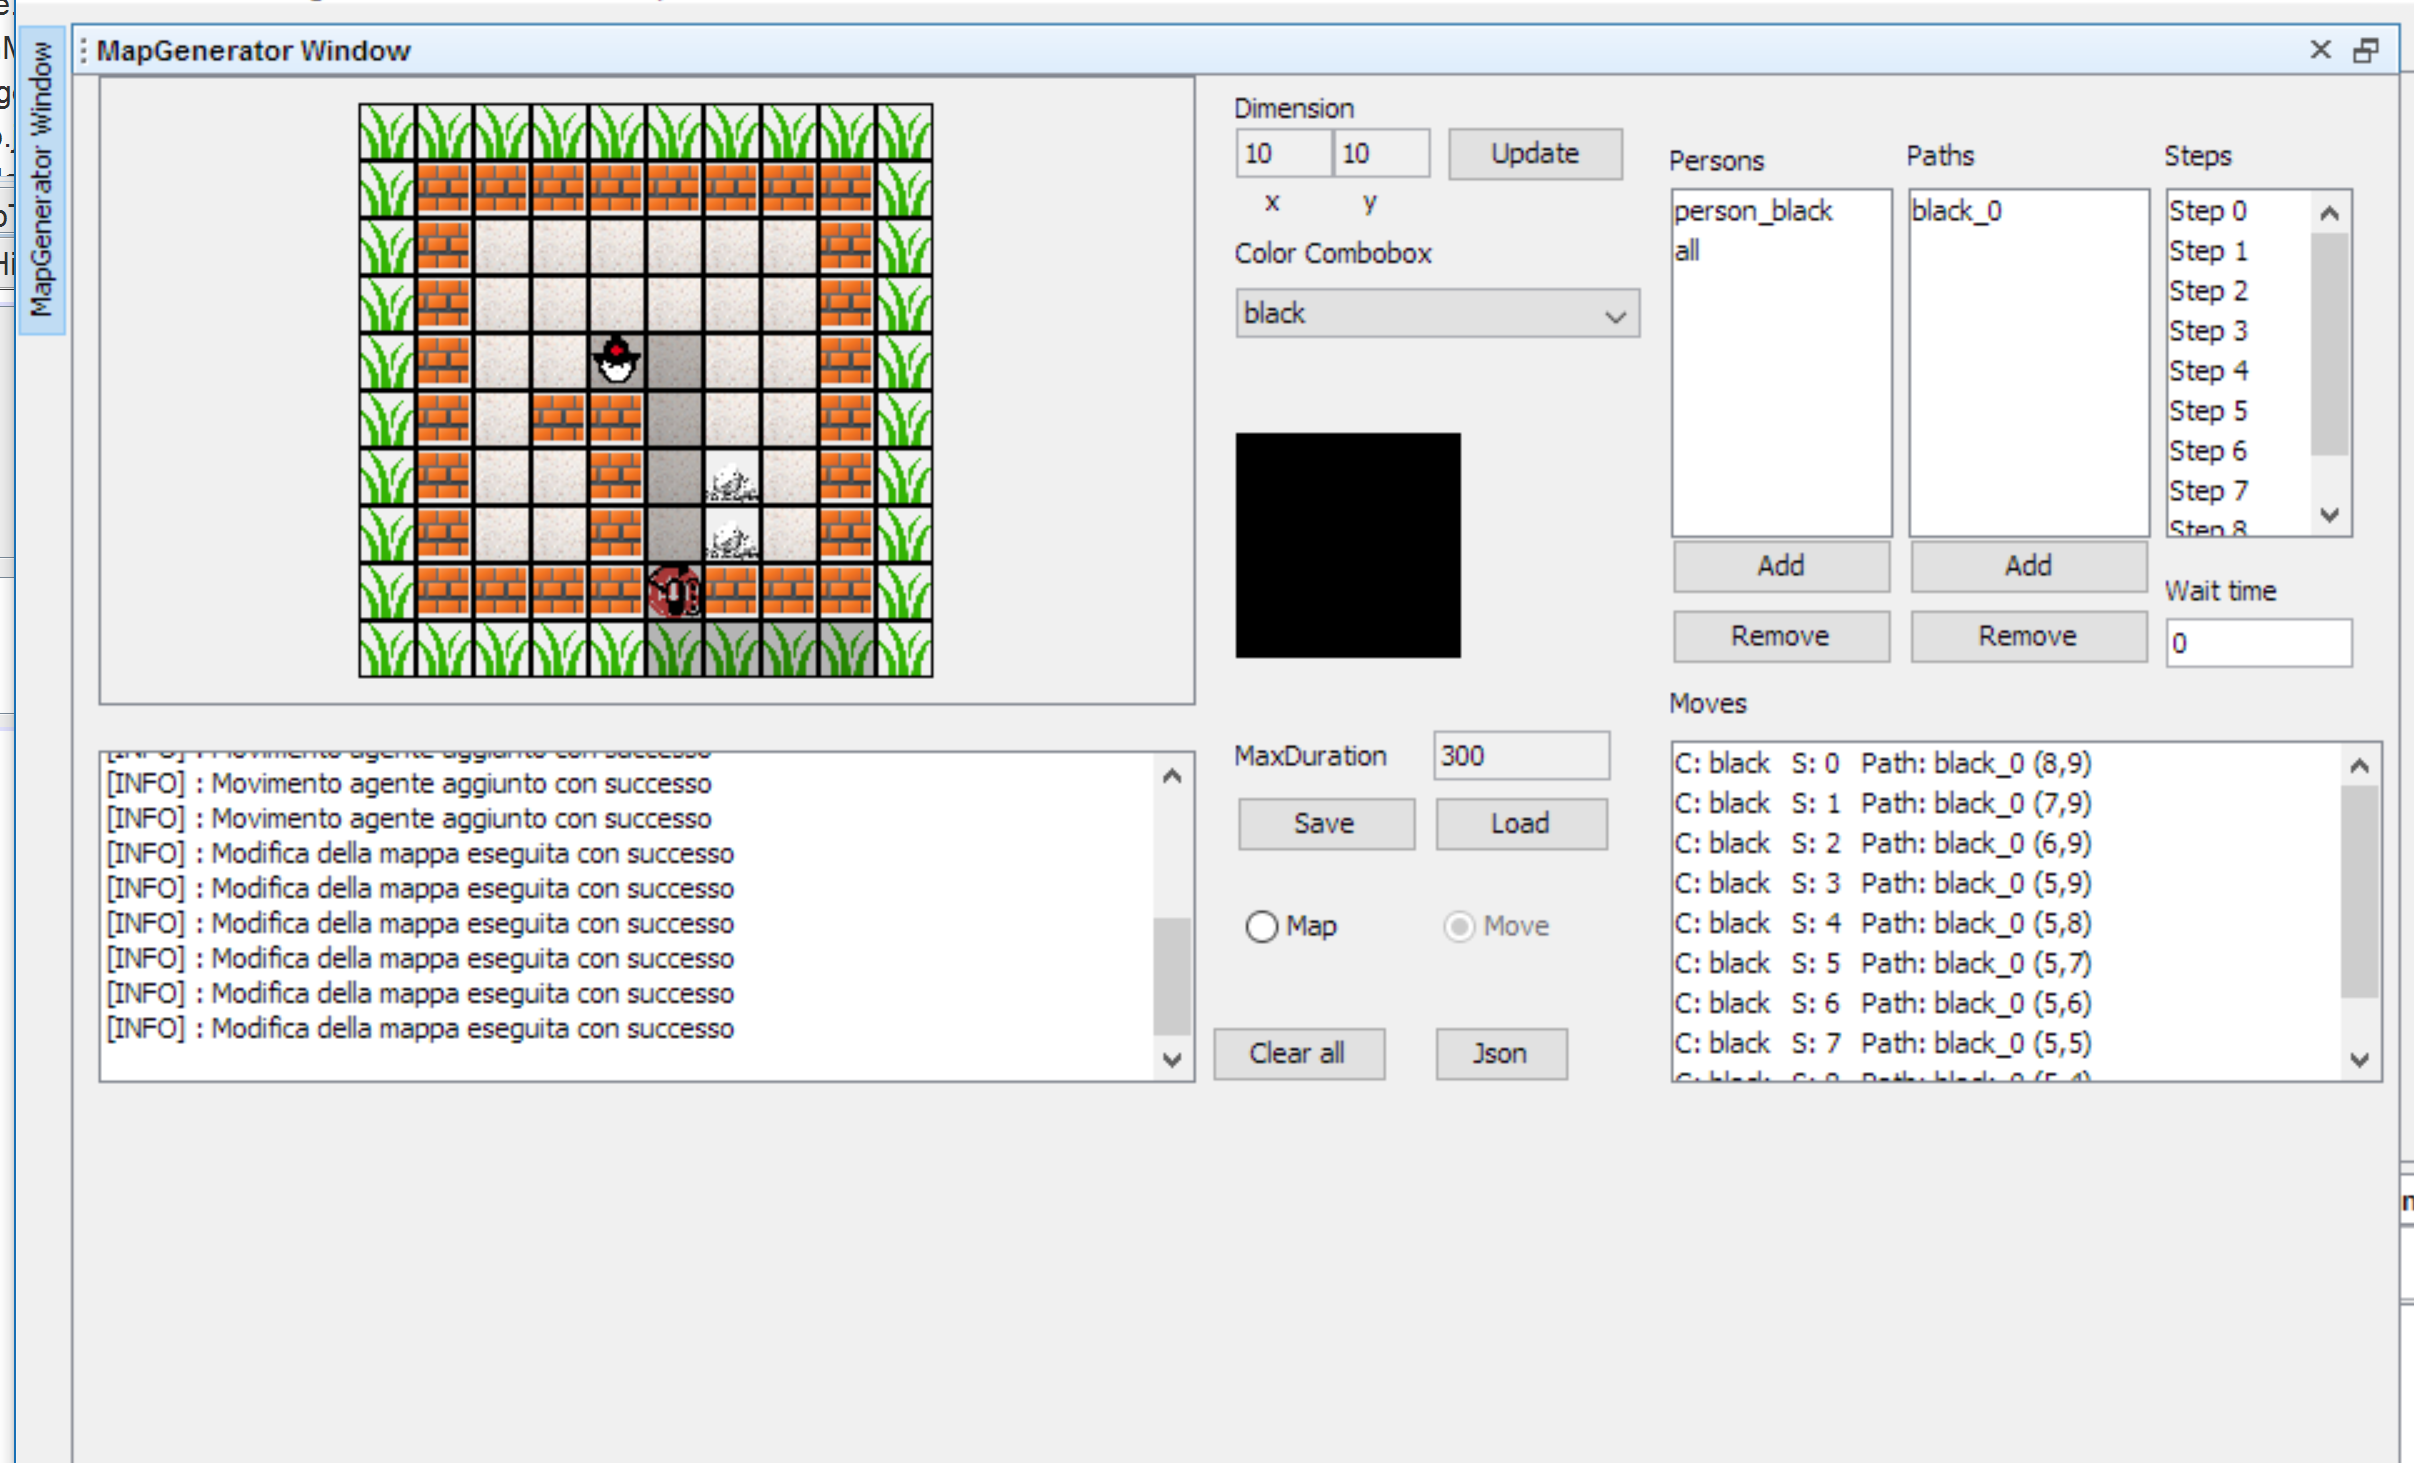 MapGenerator Window
MapGenerator Window
Dimension
10 10 Update
x y
Color Combobox
black
Persons
person_black
all
Add
Remove
Paths
black_0
Add
Remove
Steps
Step 0
Step 1
Step 2
Step 3
Step 4
Step 5
Step 6
Step 7
Step 8
Wait time
0
[INFO] : Movimento agente aggiunto con successo
[INFO] : Movimento agente aggiunto con successo
[INFO] : Movimento agente aggiunto con successo
[INFO] : Modifica della mappa eseguita con successo
[INFO] : Modifica della mappa eseguita con successo
[INFO] : Modifica della mappa eseguita con successo
[INFO] : Modifica della mappa eseguita con successo
[INFO] : Modifica della mappa eseguita con successo
[INFO] : Modifica della mappa eseguita con successo
MaxDuration 300
Save Load
Map Move
Clear all Json
Moves
C: black S: 0 Path: black_0 (8,9)
C: black S: 1 Path: black_0 (7,9)
C: black S: 2 Path: black_0 (6,9)
C: black S: 3 Path: black_0 (5,9)
C: black S: 4 Path: black_0 (5,8)
C: black S: 5 Path: black_0 (5,7)
C: black S: 6 Path: black_0 (5,6)
C: black S: 7 Path: black_0 (5,5)